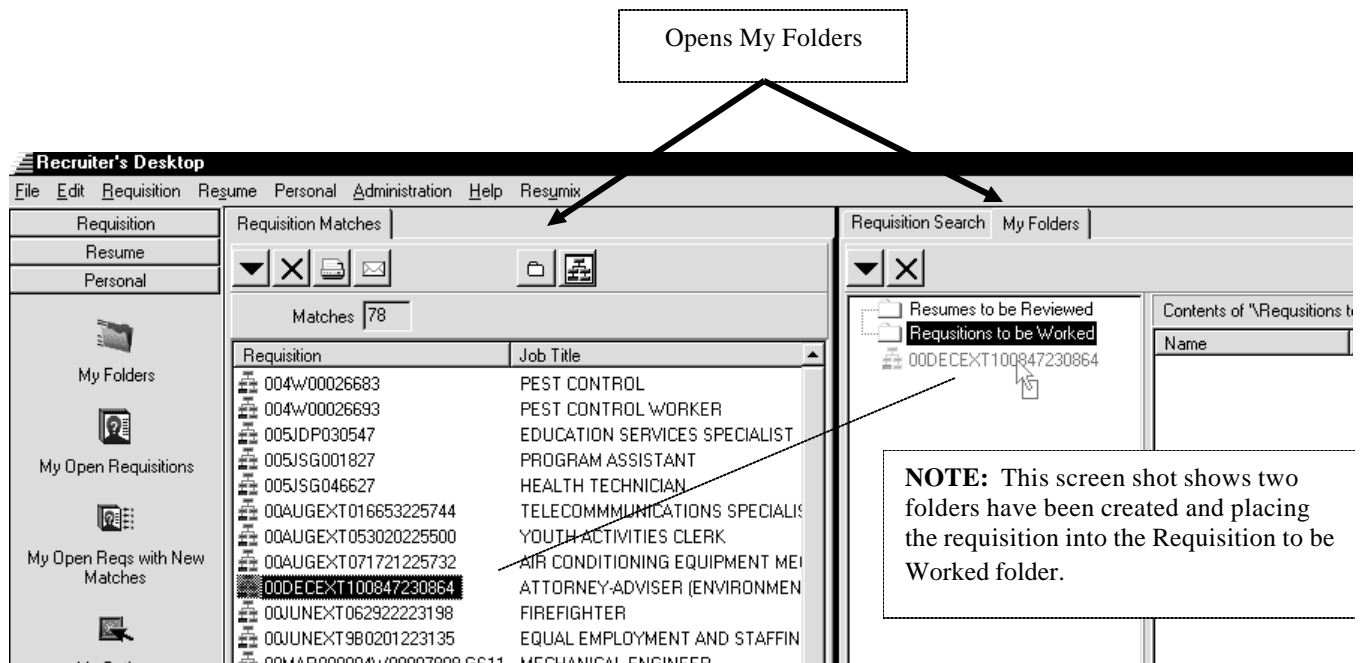 Opens My Folders
Recruiter's Desktop
File Edit Requisition Resume Personal Administration Help Resumix
Requisition
Resume
Personal
My Folders
My Open Requisitions
My Open Reqs with New
Matches
Requisition Matches
Matches 78
Requisition Job Title
004W00026683 PEST CONTROL
004W00026693 PEST CONTROL WORKER
005JDP030547 EDUCATION SERVICES SPECIALIST
005JSG001827 PROGRAM ASSISTANT
005JSG046627 HEALTH TECHNICIAN
00AUGEXT016653225744 TELECOMMMUNICATIONS SPECIALIS
00AUGEXT053020225500 YOUTH ACTIVITIES CLERK
00AUGEXT071721225732 AIR CONDITIONING EQUIPMENT ME
00DECEXT100847230864 ATTORNEY-ADVISER (ENVIRONMEN
00JUNEXT062922223198 FIREFIGHTER
00JUNEXT9B0201223135 EQUAL EMPLOYMENT AND STAFFIN
MECHANICAL ENGINEER
Requisition Search My Folders
Resumes to be Reviewed
Requsitions to be Worked
00DECEXT100847230864
Contents of "\Requsitions t
Name
NOTE: This screen shot shows two
folders have been created and placing
the requisition into the Requisition to be
Worked folder.